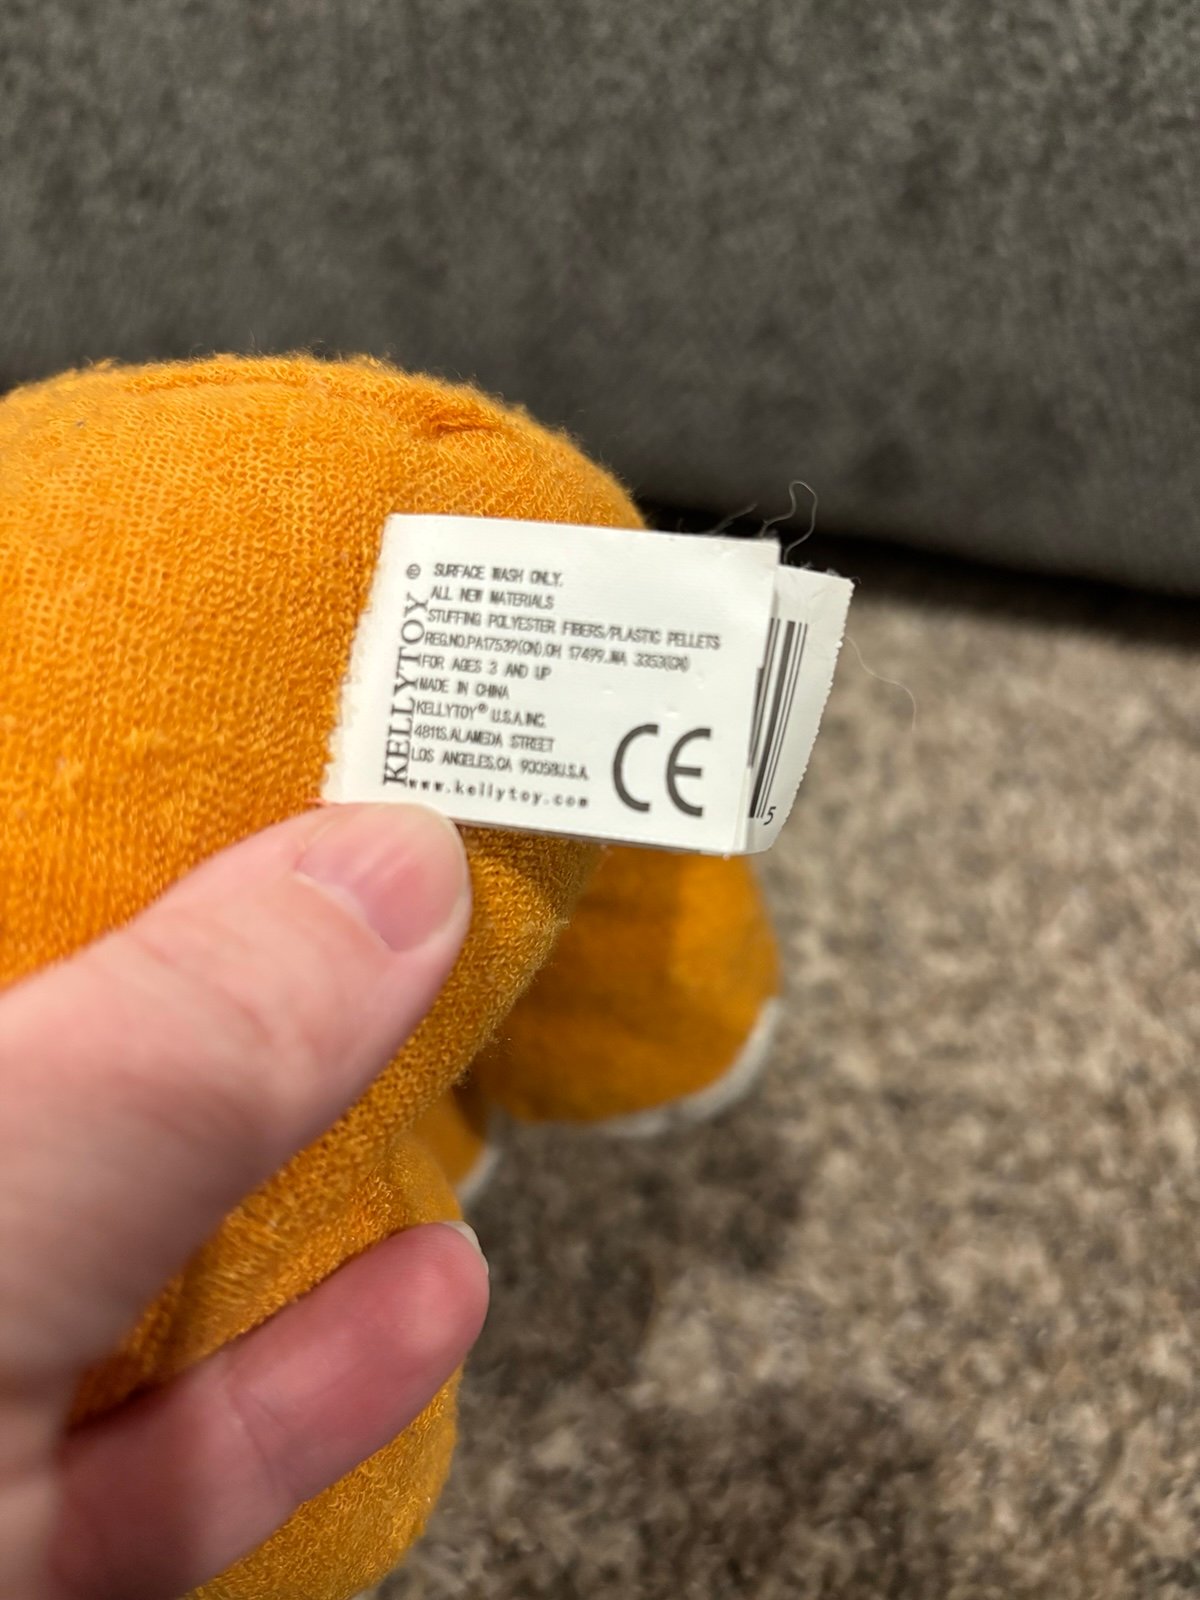 KELLYTOY ©
SURFACE WASH ONLY.
ALL NEW MATERIALS
STUFFING POLYESTER FIBERS/PLASTIC PELLETS
REG.NO.PA17539(CN).OH 17499.MA 3353(CN)
FOR AGES 3 AND UP
MADE IN CHINA
KELLYTOY® U.S.A.INC.
4811S.ALAMEDA STREET
LOS ANGELES,CA 90058U.S.A.
www.kellytoy.com
CE
5